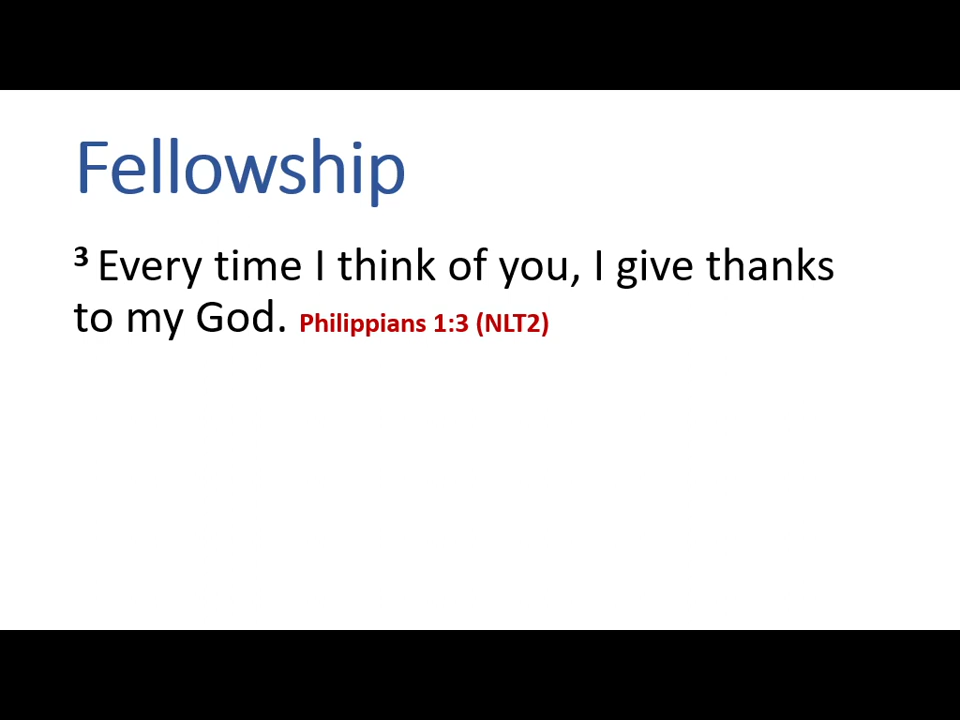 Fellowship
³ Every time I think of you, I give thanks
to my God. Philippians 1:3 (NLT2)